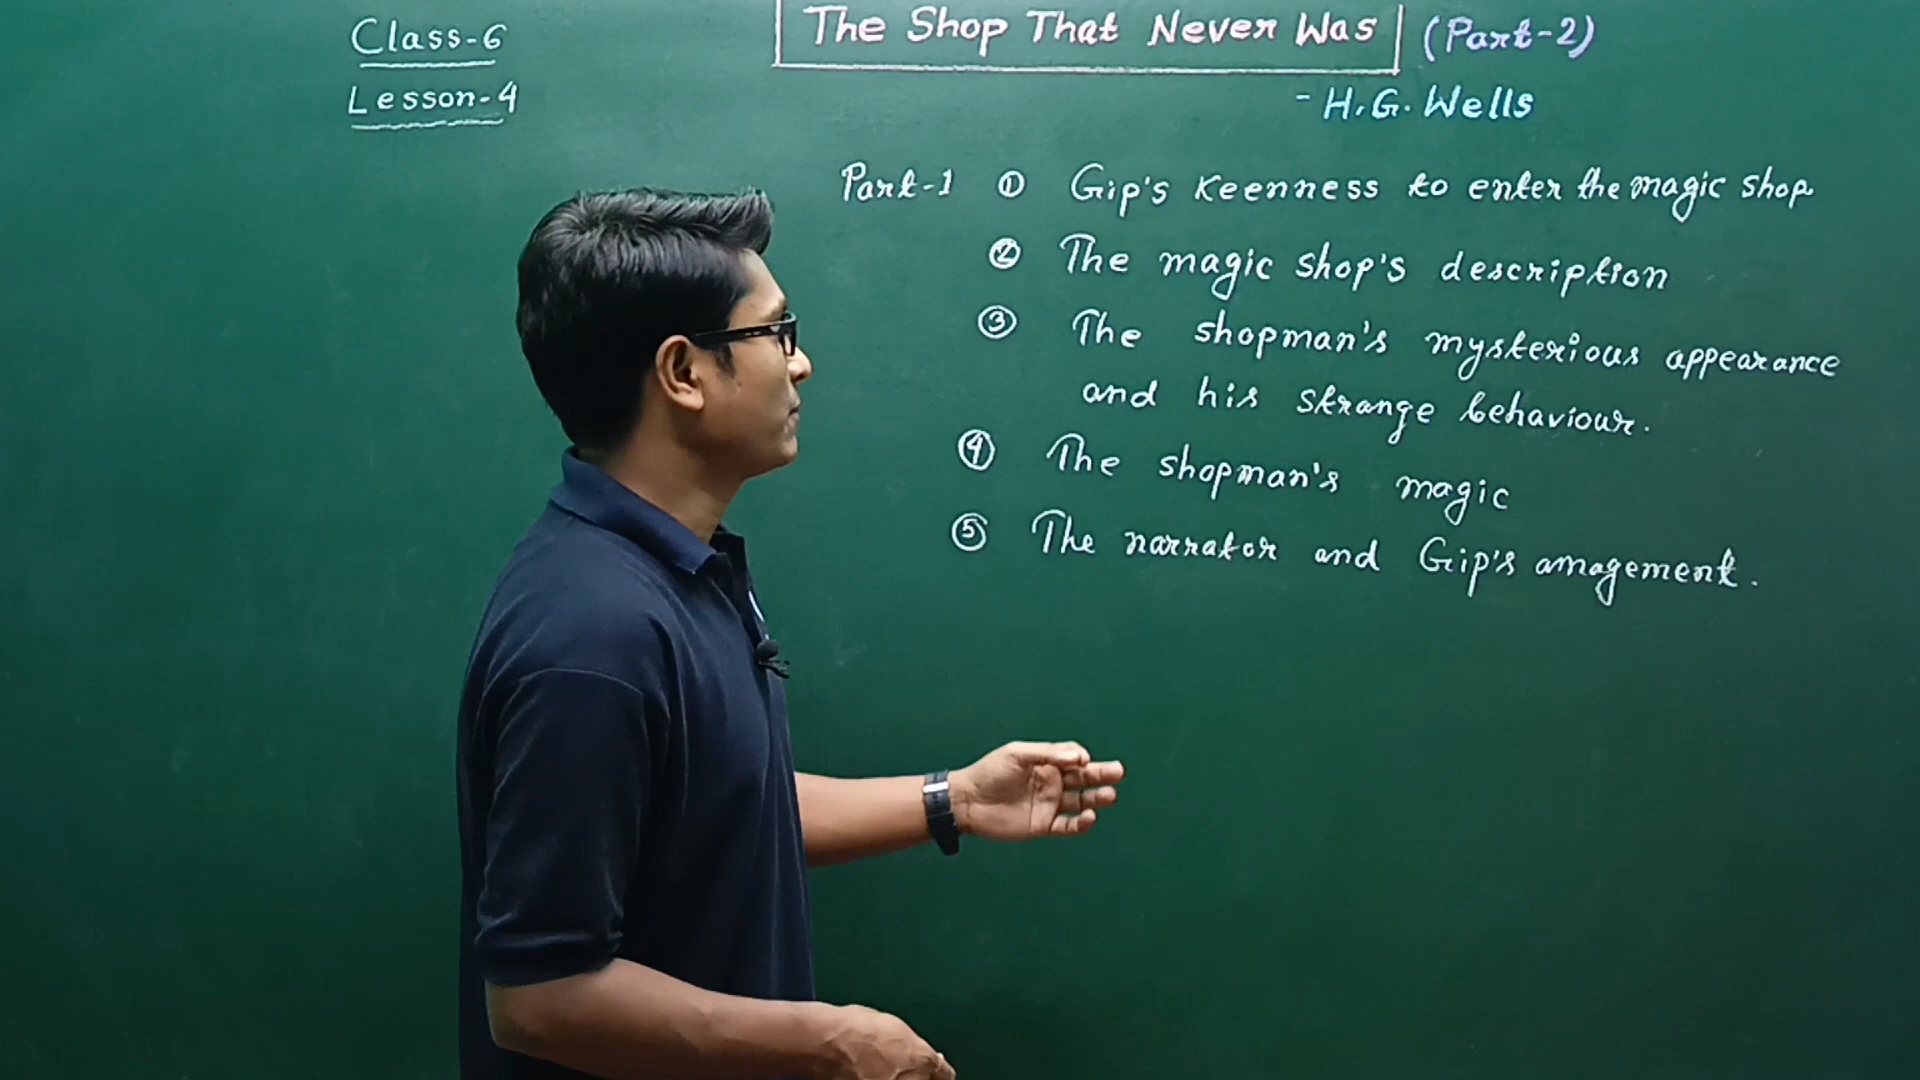 Class-6
Lesson-4
The Shop That Never Was (Part-2)
- H.G. Wells
Part-1 ① Gip's keenness to enter the magic shop
② The magic shop's description
③ The shopman's mysterious appearance
and his strange behaviour.
④ The shopman's magic
⑤ The narrator and Gip's amagement.